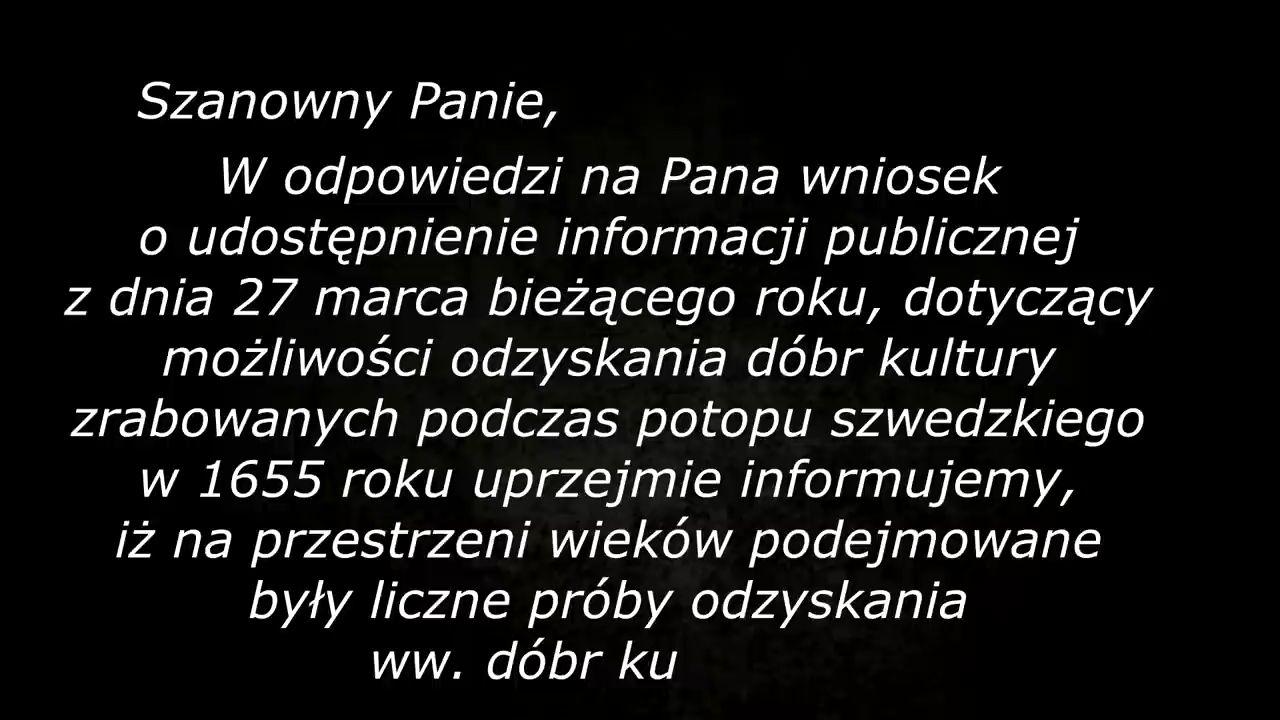 Szanowny Panie,
W odpowiedzi na Pana wniosek
o udostępnienie informacji publicznej
z dnia 27 marca bieżącego roku, dotyczący
możliwości odzyskania dóbr kultury
zrabowanych podczas potopu szwedzkiego
w 1655 roku uprzejmie informujemy,
iż na przestrzeni wieków podejmowane
były liczne próby odzyskania
ww. dóbr ku